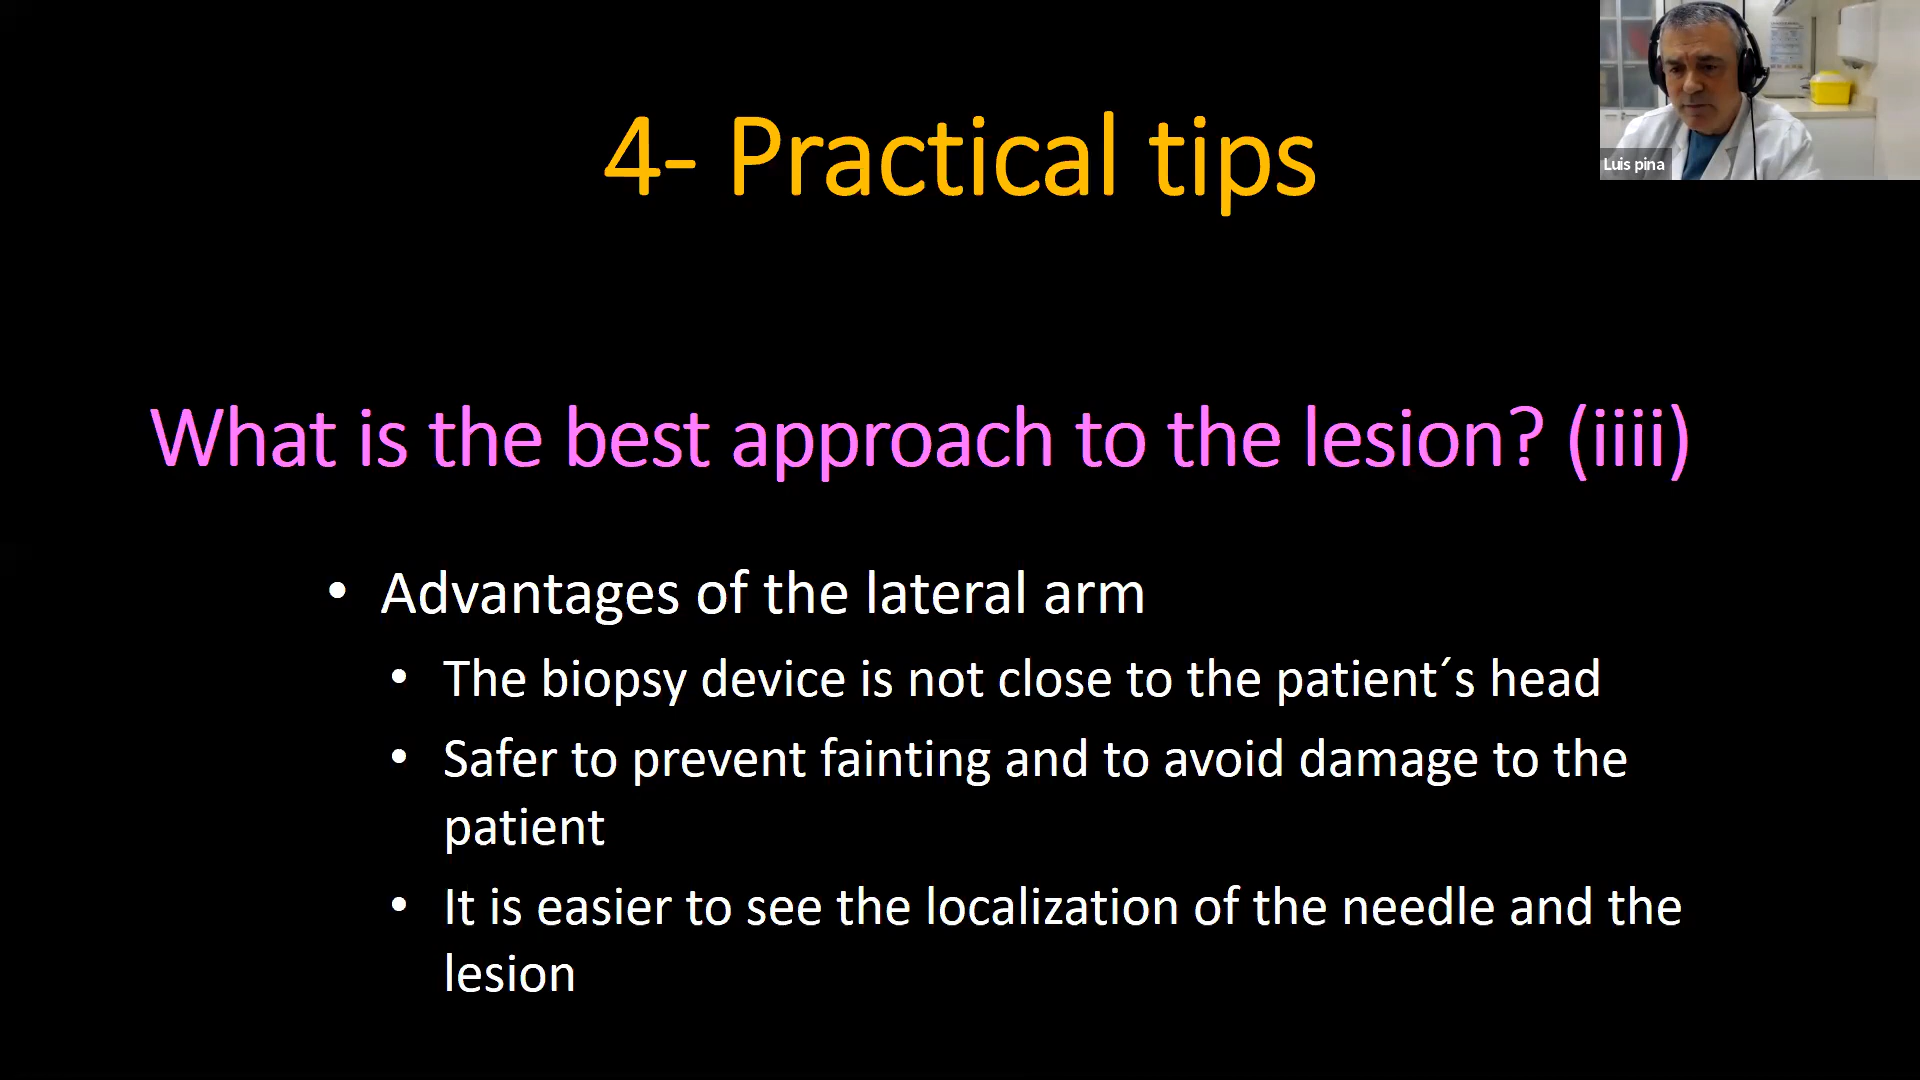 4- Practical tips
Luis pina
What is the best approach to the lesion? (iiii)
• Advantages of the lateral arm
• The biopsy device is not close to the patient´s head
• Safer to prevent fainting and to avoid damage to the
patient
• It is easier to see the localization of the needle and the
lesion